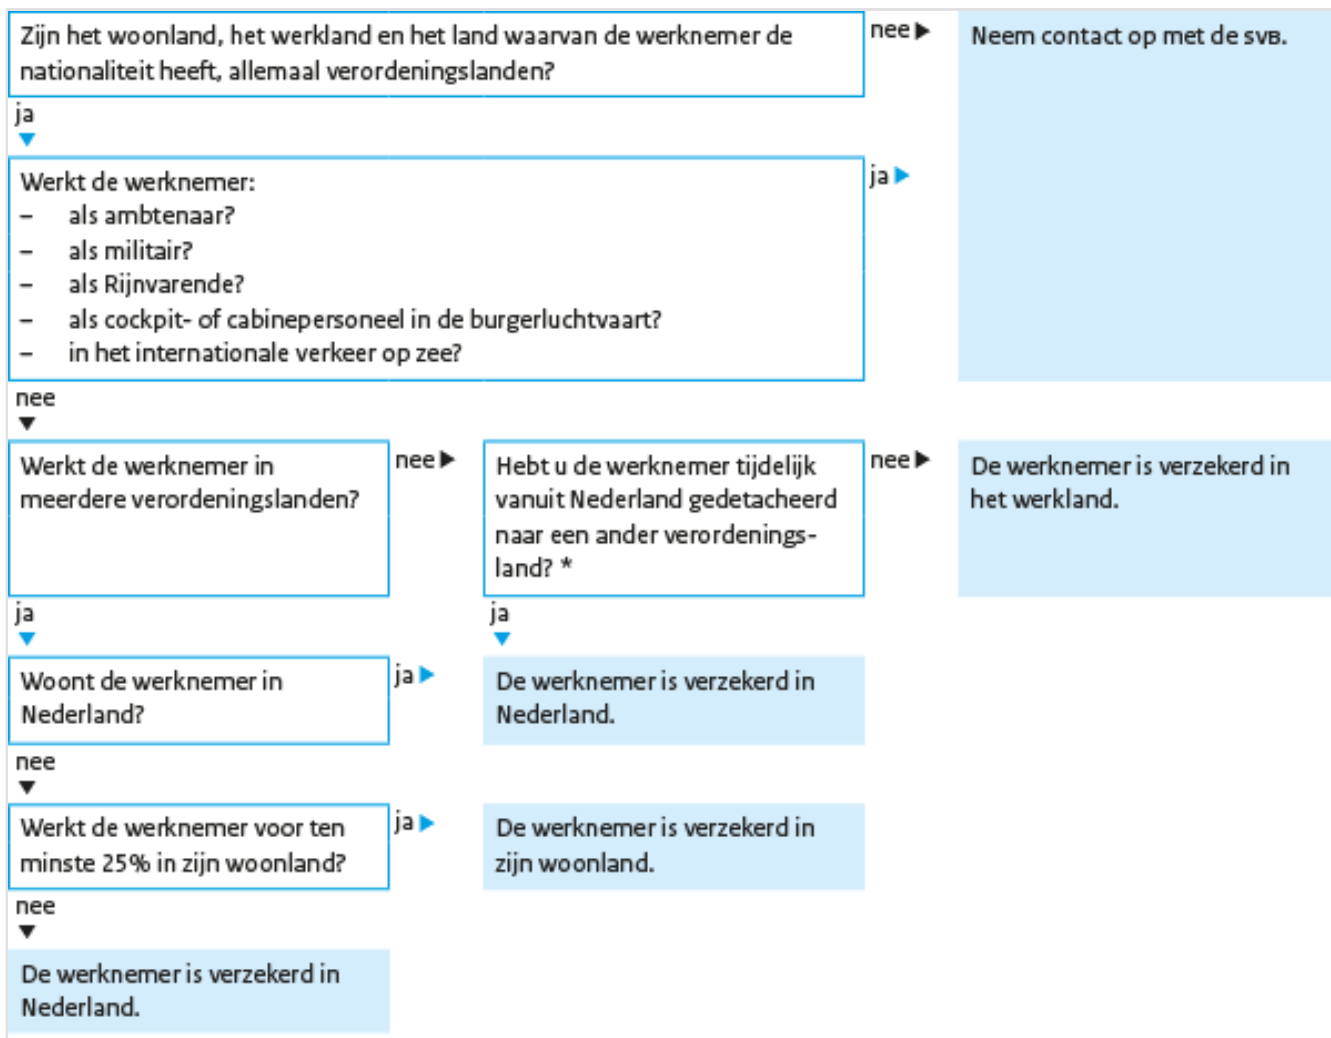 Zijn het woonland, het werkland en het land waarvan de werknemer de
nationaliteit heeft, allemaal verordeningslanden?
nee
Neem contact op met de SVB.
ja
Werkt de werknemer:
– als ambtenaar?
– als militair?
– als Rijnvarende?
– als cockpit- of cabinepersoneel in de burgerluchtvaart?
– in het internationale verkeer op zee?
ja
nee
Werkt de werknemer in
meerdere verordeningslanden?
nee
Hebt u de werknemer tijdelijk
vanuit Nederland gedetacheerd
naar een ander verordenings-
land? *
nee
De werknemer is verzekerd in
het werkland.
ja
ja
Woont de werknemer in
Nederland?
ja
De werknemer is verzekerd in
Nederland.
nee
Werkt de werknemer voor ten
minste 25% in zijn woonland?
ja
De werknemer is verzekerd in
zijn woonland.
nee
De werknemer is verzekerd in
Nederland.